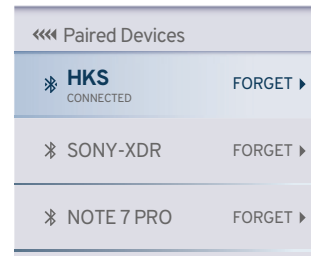 Paired Devices
HKS FORGET
CONNECTED
SONY-XDR FORGET
NOTE 7 PRO FORGET